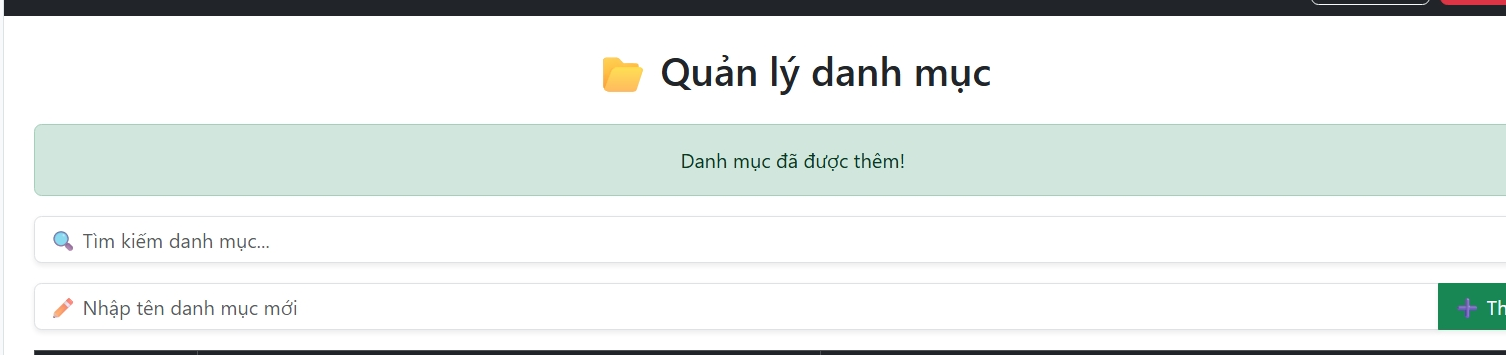 Quản lý danh mục
Danh mục đã được thêm!
Tìm kiếm danh mục...
Nhập tên danh mục mới